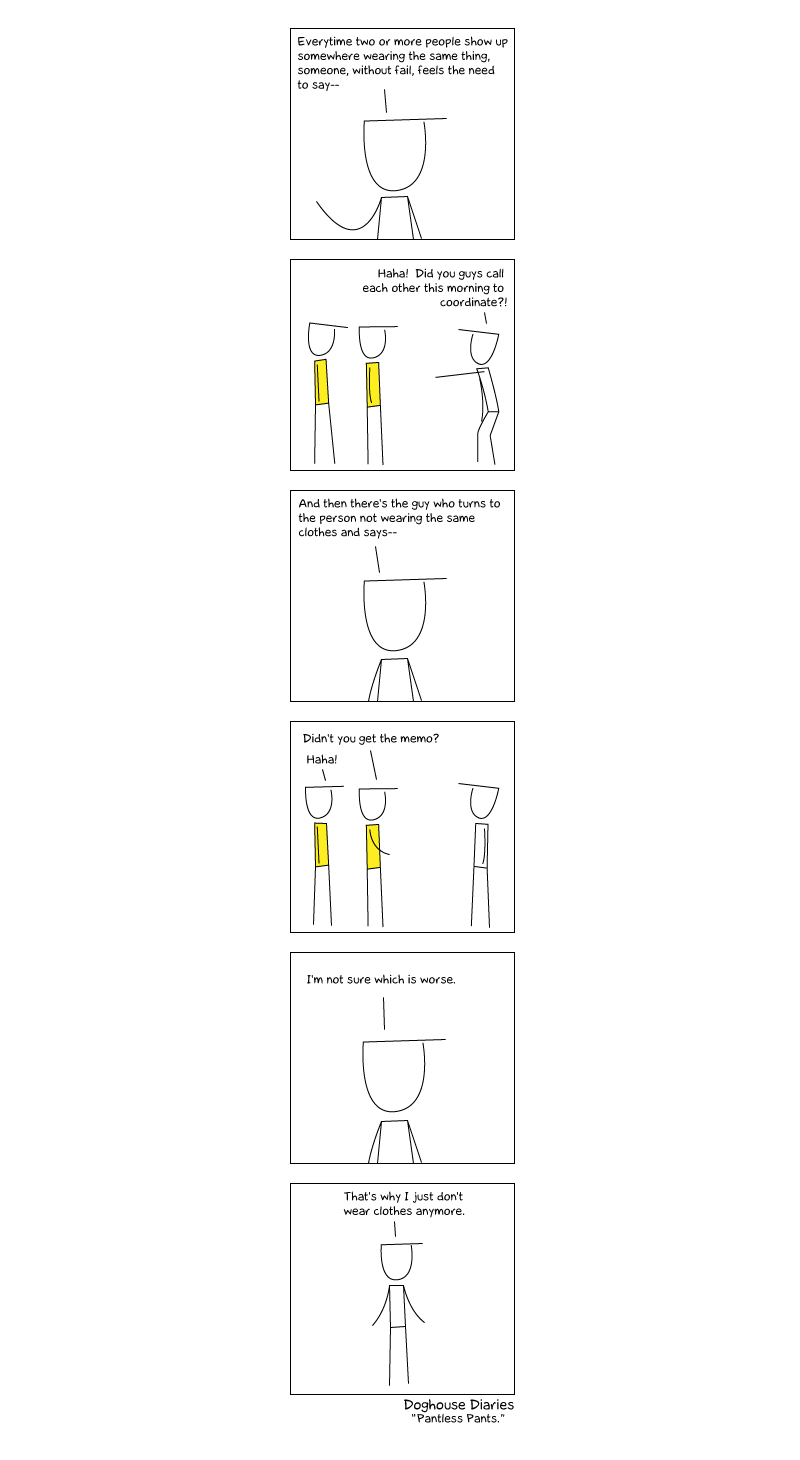 Everytime two or more people show up
somewhere wearing the same thing,
someone, without fail, feels the need
to say--
Haha! Did you guys call
each other this morning to
coordinate?!
And then there's the guy who turns to
the person not wearing the same
clothes and says--
Didn't you get the memo?
Haha!
I'm not sure which is worse.
That's why I just don't
wear clothes anymore.
Doghouse Diaries
"Pantless Pants."